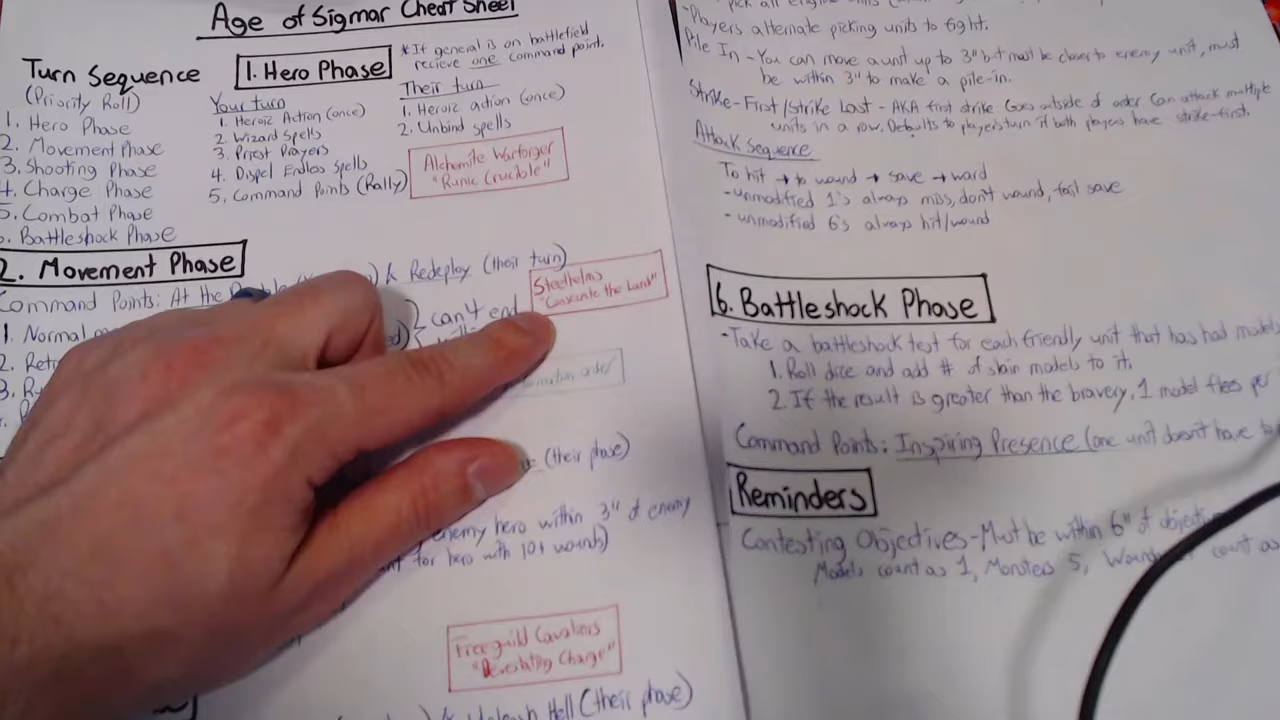 Age of Sigmar Cheat Sheet
Turn Sequence
(Priority Roll)
1. Hero Phase
2. Movement Phase
3. Shooting Phase
4. Charge Phase
5. Combat Phase
. Battleshock Phase
1. Hero Phase
*If general is on battlefield
recieve one command point.
Your turn
1. Heroic Action (once)
2. Wizard Spells
3. Priest Prayers
4. Dispel Endless Spells
5. Command Points (Rally)
Their turn
1. Heroic action (once)
2. Unbind spells
Alchemite Warforger
"Runic Crucible"
2. Movement Phase
Command Points: At the & Redeploy (their turn)
1. Normal
2.
3.
} can't end
Steelhelms
"Consecrate the Land"
order
(their phase)
enemy hero within 3" of enemy
for hero with 10+ wounds)
Freeguild Cavaliers
"Devestating Charge"
Hell (their phase)
-Players alternate picking units to fight.
Pile In - You can move a unit up to 3" but must be closer to enemy unit, must
be within 3" to make a pile-in.
Strike-First/Strike Last - AKA first strike Goes outside of order Can attack multiple
units in a row. Defaults to players turn if both players have strike-first.
Attack Sequence
To hit → to wound → save → ward
- unmodified 1's always miss, don't wound, fail save
- unmodified 6's always hit/wound
6. Battleshock Phase
-Take a battleshock test for each friendly unit that has had models
1. Roll dice and add # of slain models to it.
2. If the result is greater than the bravery, 1 model flees per
Command Points: Inspiring Presence (one unit doesn't have to
Reminders
Contesting Objectives - Must be within 6" of
Models count as 1, Monsters 5, count as